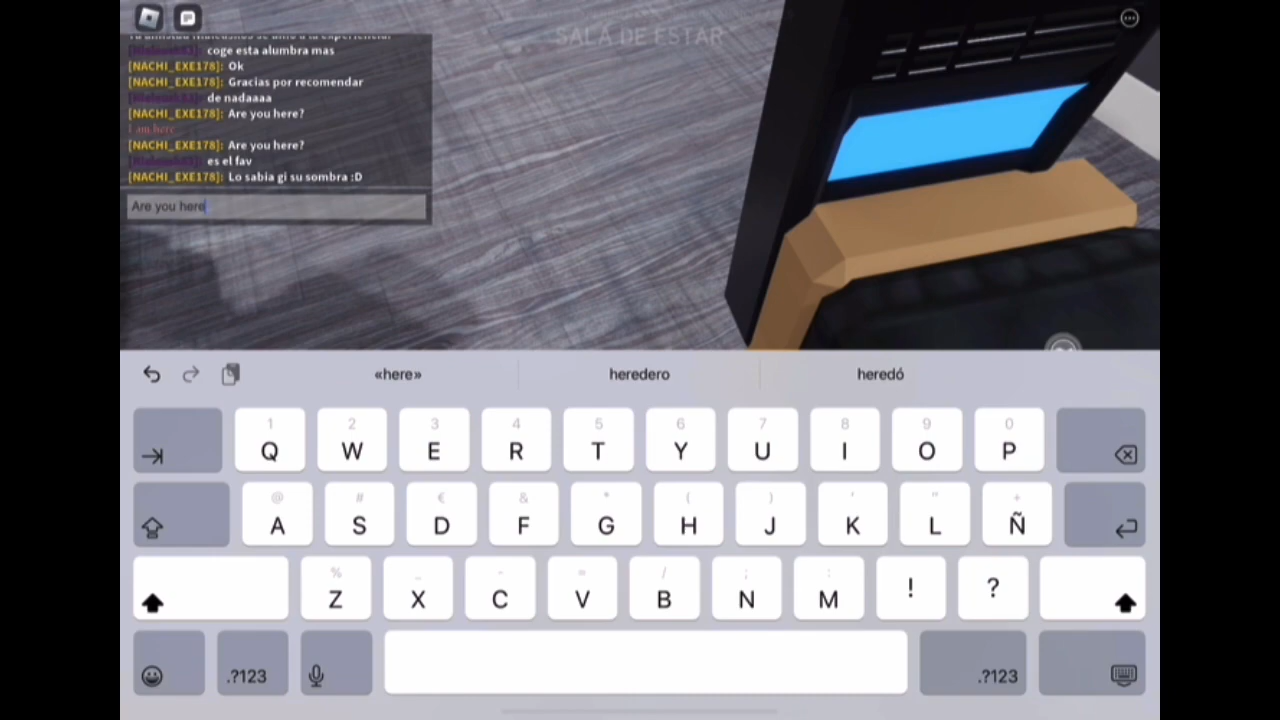 SALA DE ESTAR
coge esta alumbra mas
[NACHI_EXE178]: Ok
[NACHI_EXE178]: Gracias por recomendar
de nadaaaa
[NACHI_EXE178]: Are you here?
I am here
[NACHI_EXE178]: Are you here?
es el fav
[NACHI_EXE178]: Lo sabia gi su sombra :D
Are you here
«here» heredero heredó
1 2 3 4 5 6 7 8 9 0
Q W E R T Y U I O P
@ # € & * ( ) ' " +
A S D F G H J K L Ñ
% _ - = / ; :
Z X C V B N M ! ?
.?123 .?123